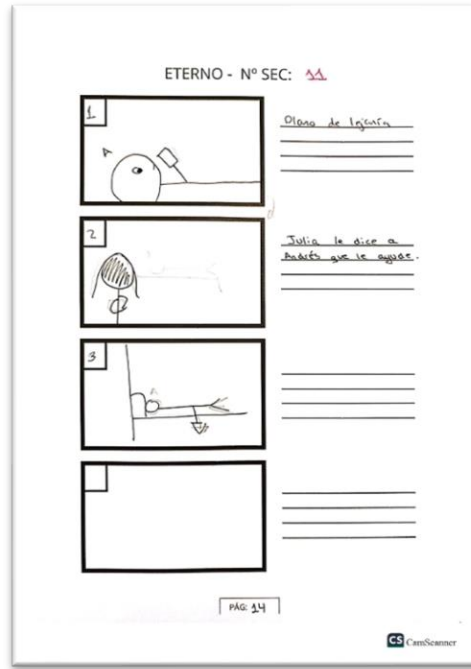 ETERNO - Nº SEC: 11
1
A
Plano de lejanía
2
Julia le dice a
Andrés que le ayude.
3
A
PÁG: 14
CS CamScanner